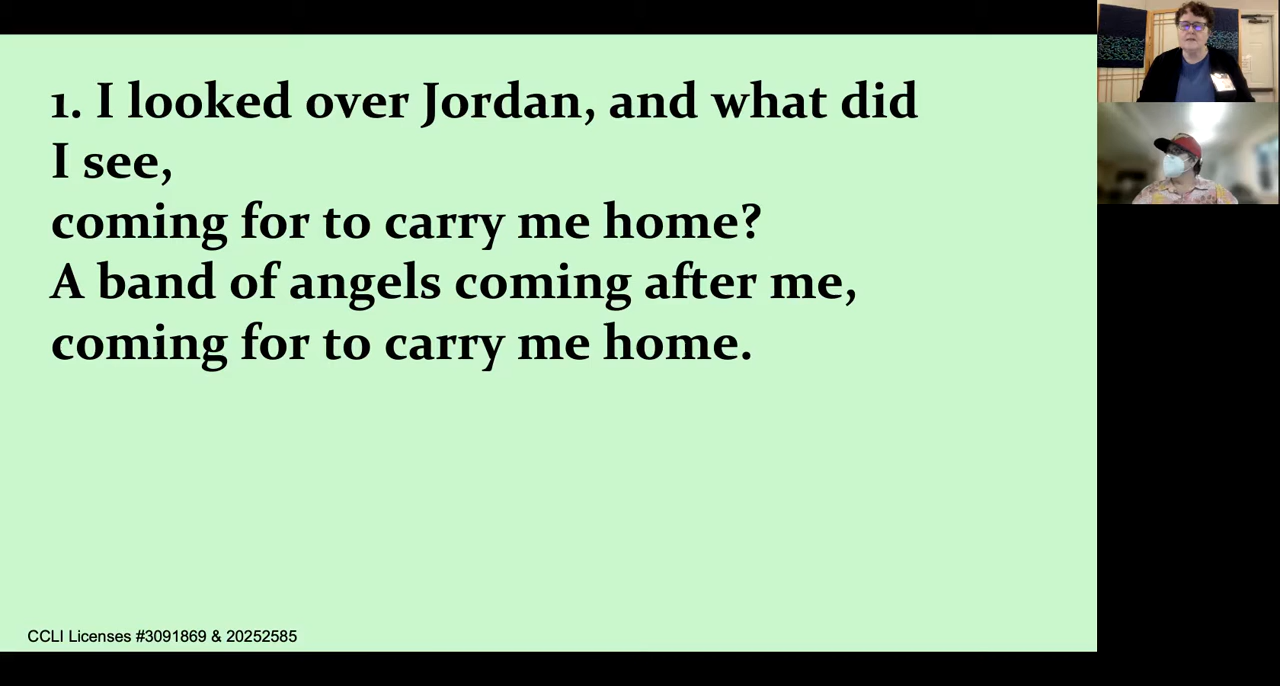 1. I looked over Jordan, and what did
I see,
coming for to carry me home?
A band of angels coming after me,
coming for to carry me home.
CCLI Licenses #3091869 & 20252585